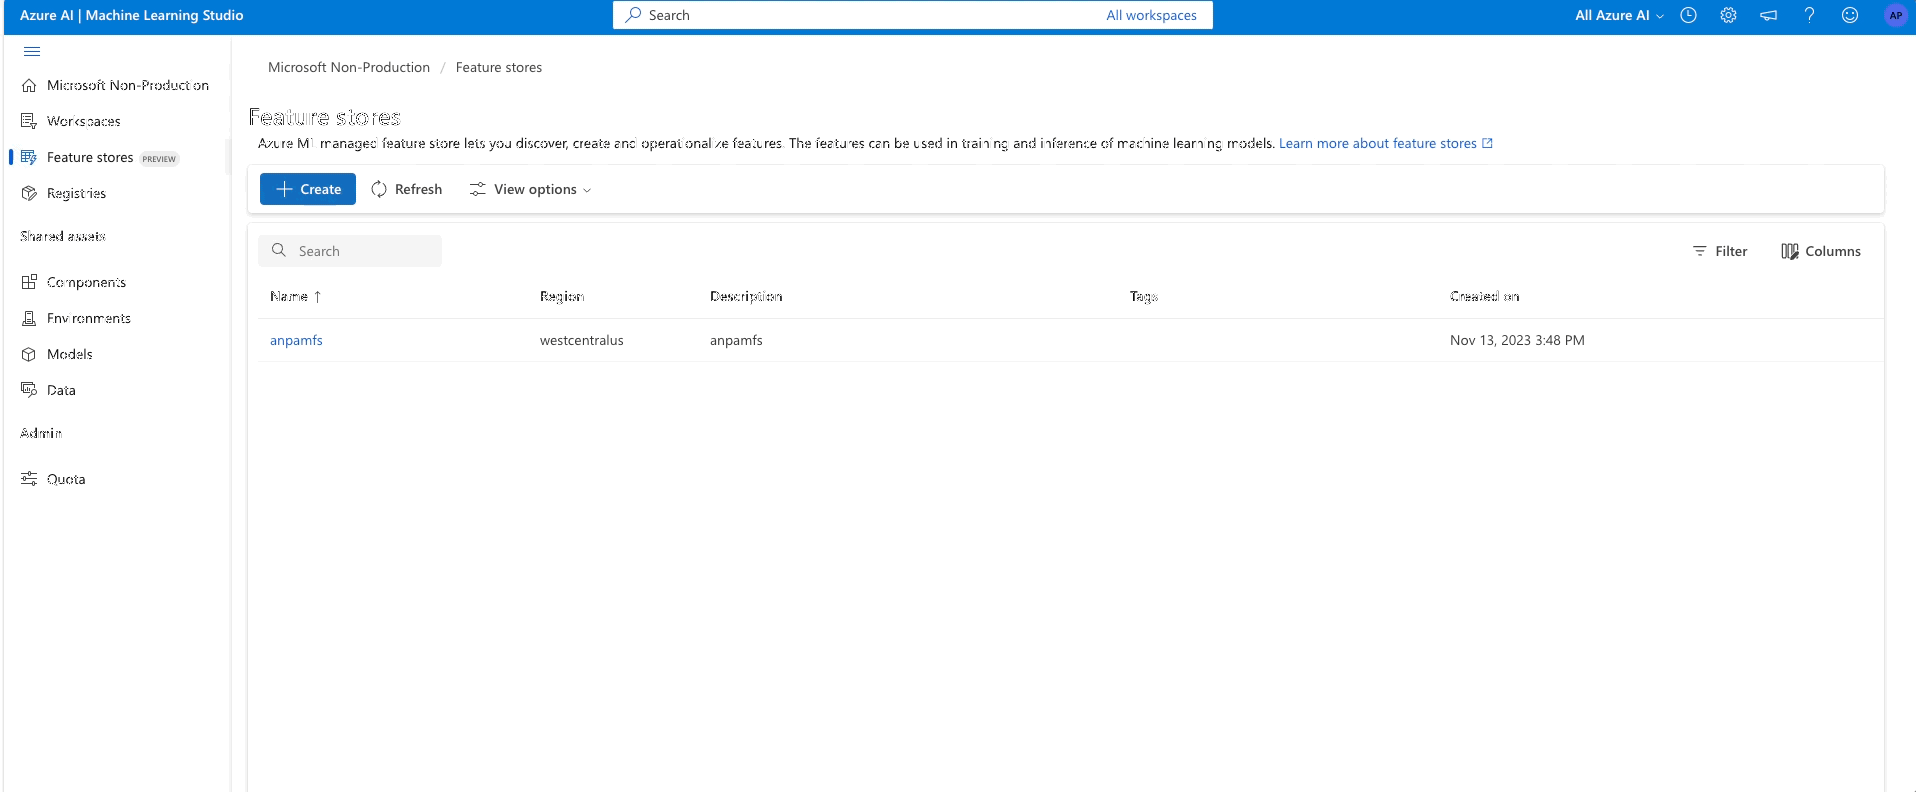 Azure AI | Machine Learning Studio
Search
All workspaces
All Azure AI
AP
Microsoft Non-Production
Workspaces
Feature stores PREVIEW
Registries
Shared assets
Components
Environments
Models
Data
Admin
Quota
Microsoft Non-Production / Feature stores
Feature stores
Azure M1 managed feature store lets you discover, create and operationalize features. The features can be used in training and inference of machine learning models. Learn more about feature stores
Create Refresh View options
Search Filter Columns
Name ↑ Region Description Tags Created on
anpamfs westcentralus anpamfs Nov 13, 2023 3:48 PM